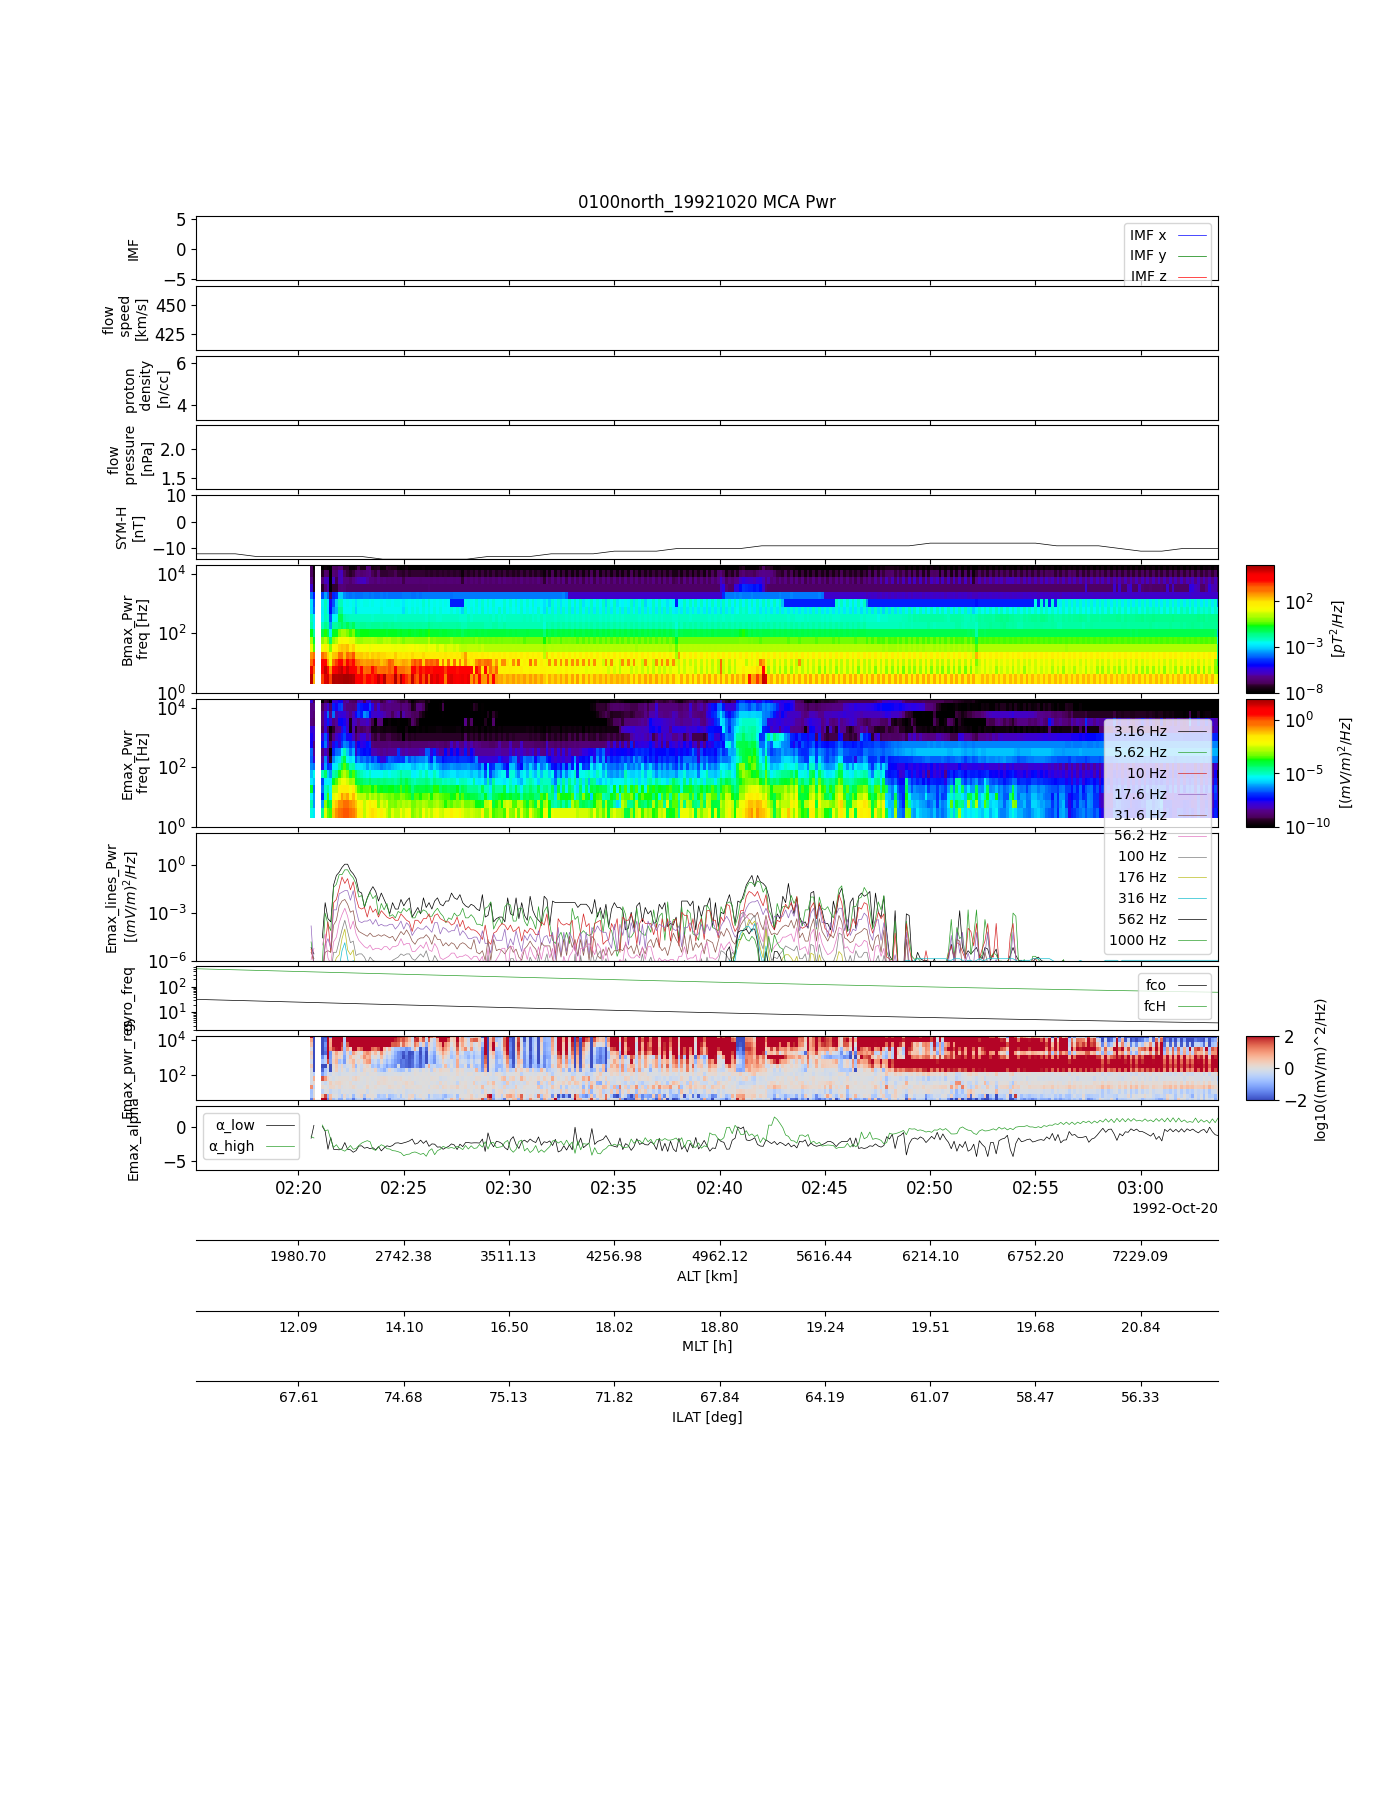 0100north_19921020 MCA Pwr
5
0
−5
IMF
IMF x
IMF y
IMF z
450
425
flow
speed
[km/s]
6
4
proton
density
[n/cc]
2.0
1.5
flow
pressure
[nPa]
10
0
−10
SYM-H
[nT]
10^4
10^2
10^0
Bmax_Pwr
freq [Hz]
10^2
10^−3
10^−8
[pT^2/Hz]
10^4
10^2
10^0
Emax_Pwr
freq [Hz]
10^0
10^−5
10^−10
[(mV/m)^2/Hz]
3.16 Hz
5.62 Hz
10 Hz
17.6 Hz
31.6 Hz
56.2 Hz
100 Hz
176 Hz
316 Hz
562 Hz
1000 Hz
10^0
10^−3
10^−6
Emax_lines_Pwr
[(mV/m)^2/Hz]
10^2
10^1
gyro_freq
fco
fcH
10^4
10^2
Emax_pwr_reg
2
0
−2
log10((mV/m)^2/Hz)
0
−5
Emax_alpha
α_low
α_high
02:20 02:25 02:30 02:35 02:40 02:45 02:50 02:55 03:00
1992-Oct-20
1980.70 2742.38 3511.13 4256.98 4962.12 5616.44 6214.10 6752.20 7229.09
ALT [km]
12.09 14.10 16.50 18.02 18.80 19.24 19.51 19.68 20.84
MLT [h]
67.61 74.68 75.13 71.82 67.84 64.19 61.07 58.47 56.33
ILAT [deg]